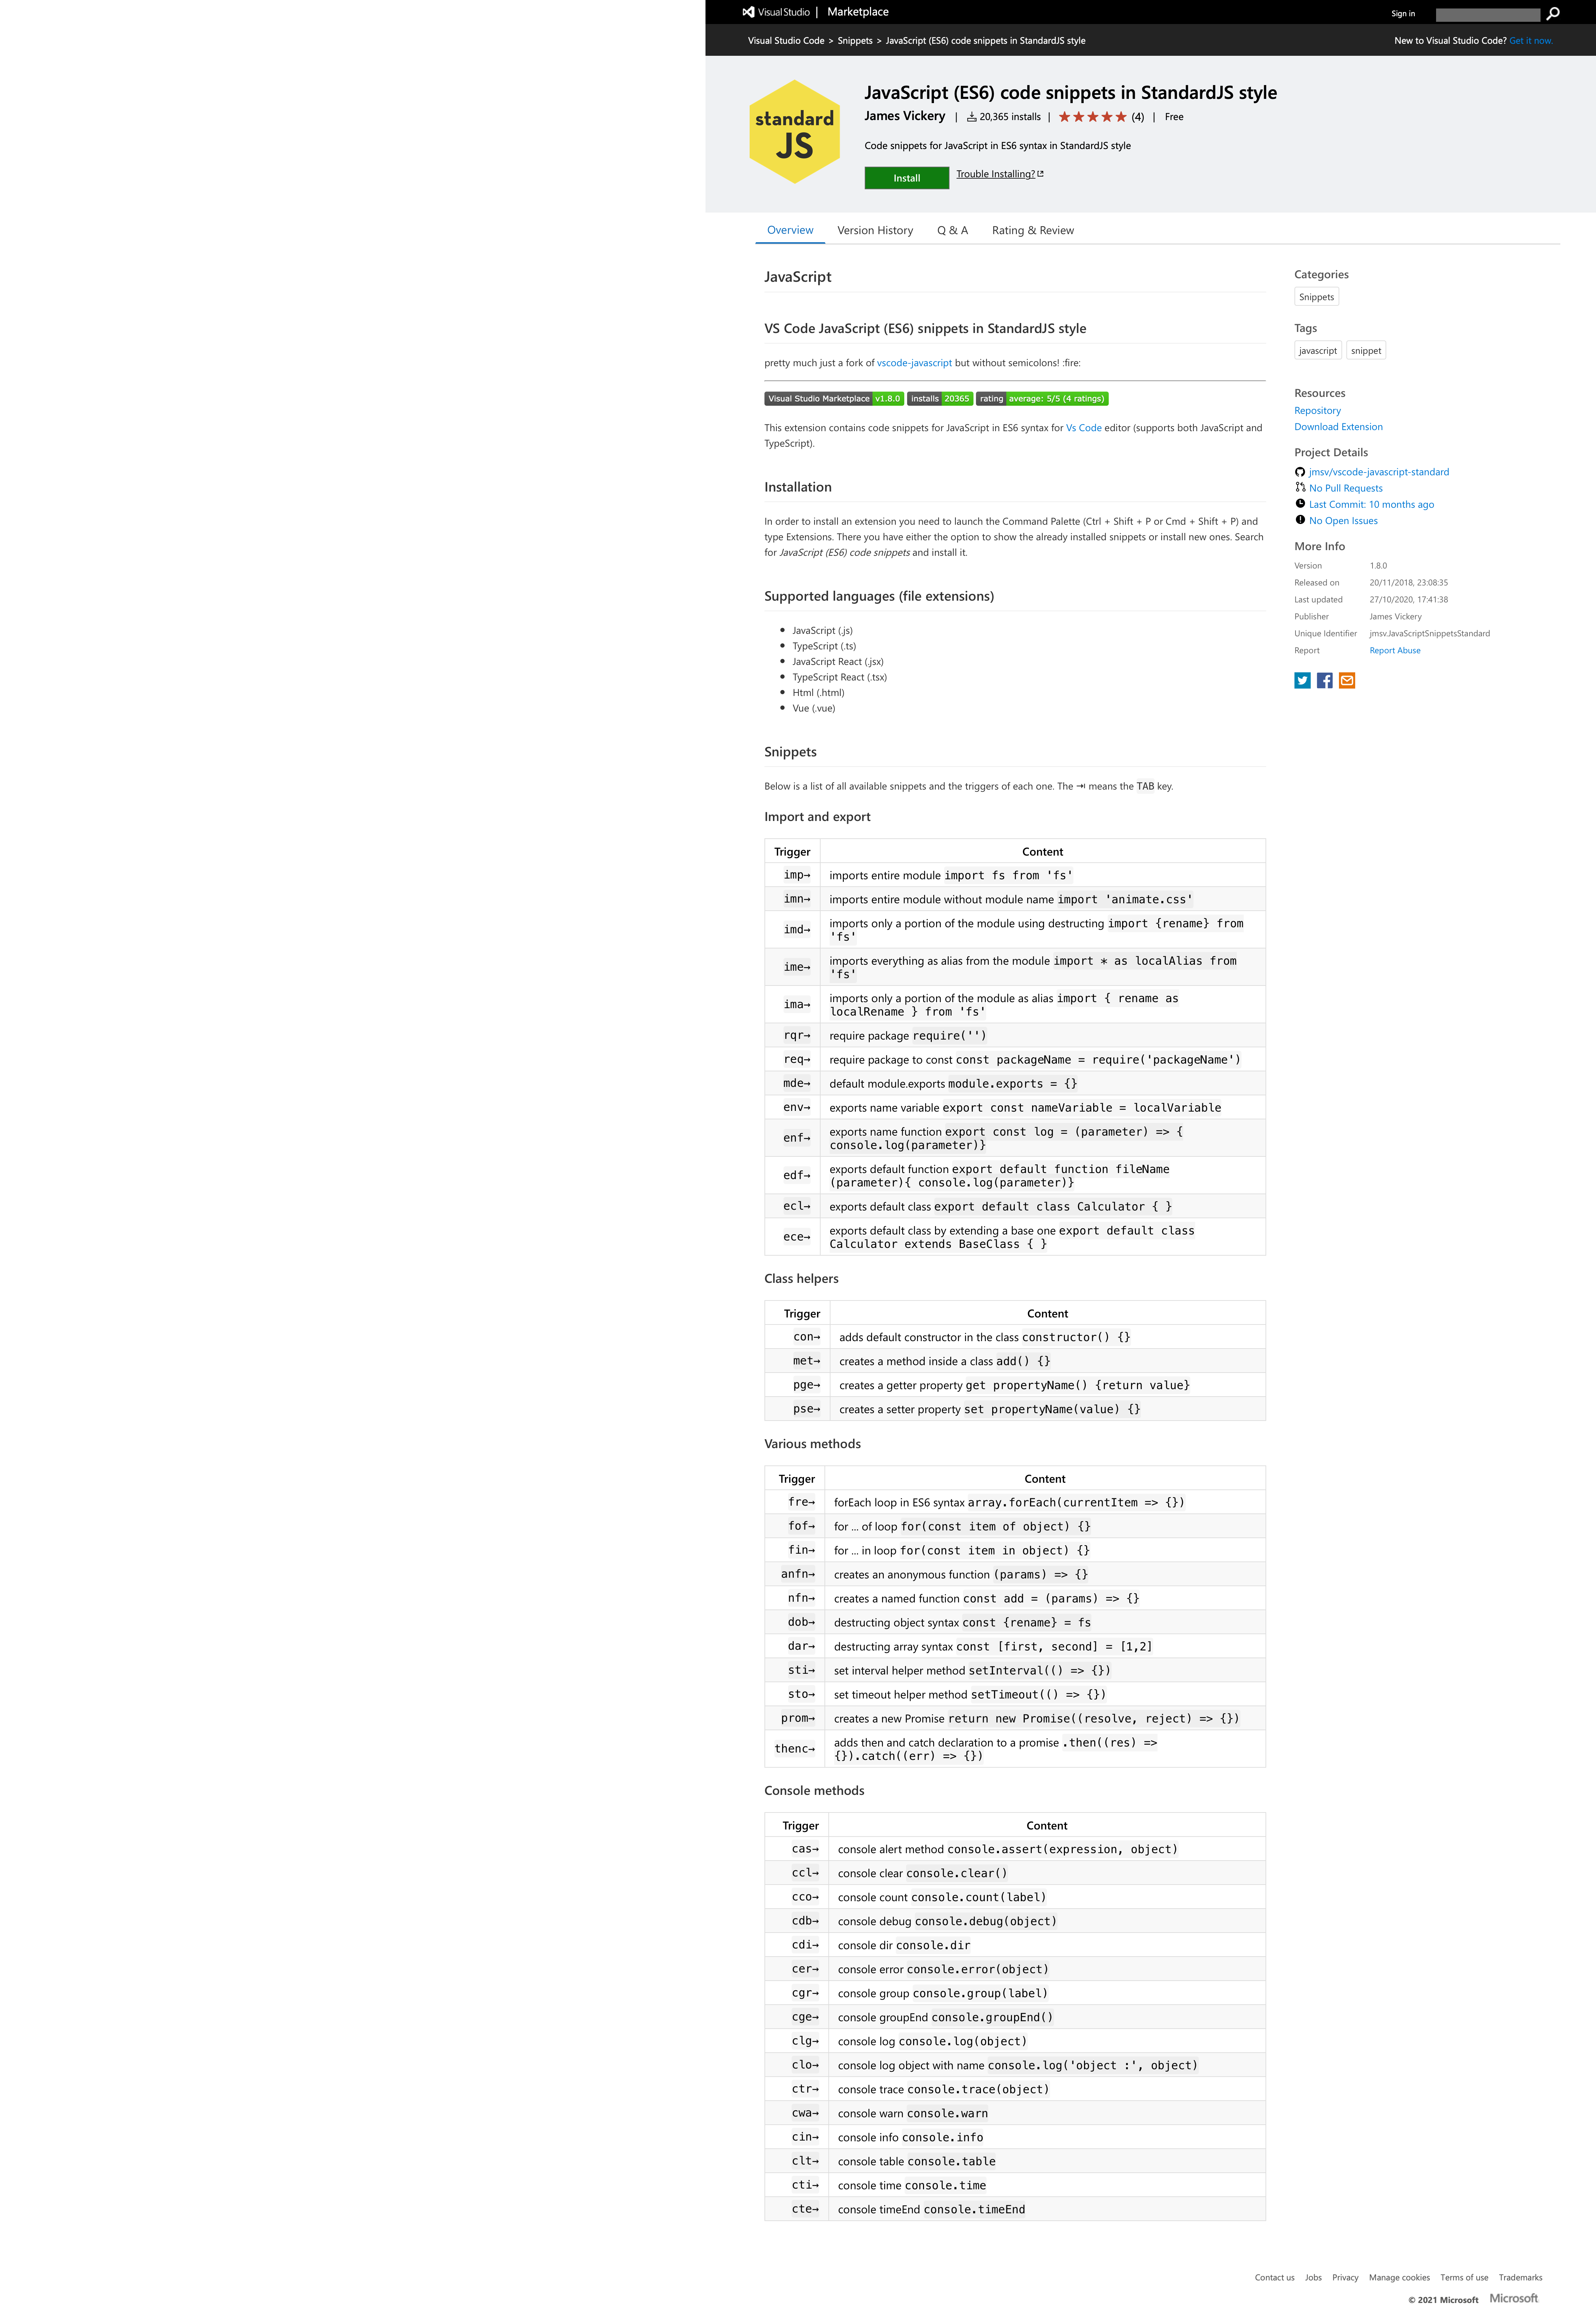 Visual Studio | Marketplace
Sign in
Visual Studio Code > Snippets > JavaScript (ES6) code snippets in StandardJS style
New to Visual Studio Code? Get it now.
standard
JS
JavaScript (ES6) code snippets in StandardJS style
James Vickery | 20,365 installs | ★★★★★ (4) | Free
Code snippets for JavaScript in ES6 syntax in StandardJS style
Install
Trouble Installing?
Overview
Version History
Q & A
Rating & Review
JavaScript
VS Code JavaScript (ES6) snippets in StandardJS style
pretty much just a fork of vscode-javascript but without semicolons! :fire:
Visual Studio Marketplace v1.8.0 installs 20365 rating average: 5/5 (4 ratings)
This extension contains code snippets for JavaScript in ES6 syntax for Vs Code editor (supports both JavaScript and
TypeScript).
Installation
In order to install an extension you need to launch the Command Palette (Ctrl + Shift + P or Cmd + Shift + P) and
type Extensions. There you have either the option to show the already installed snippets or install new ones. Search
for JavaScript (ES6) code snippets and install it.
Supported languages (file extensions)
JavaScript (.js)
TypeScript (.ts)
JavaScript React (.jsx)
TypeScript React (.tsx)
Html (.html)
Vue (.vue)
Snippets
Below is a list of all available snippets and the triggers of each one. The ⇥ means the TAB key.
Import and export
Trigger Content
imp→ imports entire module import fs from 'fs'
imn→ imports entire module without module name import 'animate.css'
imd→ imports only a portion of the module using destructing import {rename} from
'fs'
ime→ imports everything as alias from the module import * as localAlias from
'fs'
ima→ imports only a portion of the module as alias import { rename as
localRename } from 'fs'
rqr→ require package require('')
req→ require package to const const packageName = require('packageName')
mde→ default module.exports module.exports = {}
env→ exports name variable export const nameVariable = localVariable
enf→ exports name function export const log = (parameter) => {
console.log(parameter)}
edf→ exports default function export default function fileName
(parameter){ console.log(parameter)}
ecl→ exports default class export default class Calculator { }
ece→ exports default class by extending a base one export default class
Calculator extends BaseClass { }
Class helpers
Trigger Content
con→ adds default constructor in the class constructor() {}
met→ creates a method inside a class add() {}
pge→ creates a getter property get propertyName() {return value}
pse→ creates a setter property set propertyName(value) {}
Various methods
Trigger Content
fre→ forEach loop in ES6 syntax array.forEach(currentItem => {})
fof→ for ... of loop for(const item of object) {}
fin→ for ... in loop for(const item in object) {}
anfn→ creates an anonymous function (params) => {}
nfn→ creates a named function const add = (params) => {}
dob→ destructing object syntax const {rename} = fs
dar→ destructing array syntax const [first, second] = [1,2]
sti→ set interval helper method setInterval(() => {})
sto→ set timeout helper method setTimeout(() => {})
prom→ creates a new Promise return new Promise((resolve, reject) => {})
thenc→ adds then and catch declaration to a promise .then((res) =>
{}).catch((err) => {})
Console methods
Trigger Content
cas→ console alert method console.assert(expression, object)
ccl→ console clear console.clear()
cco→ console count console.count(label)
cdb→ console debug console.debug(object)
cdi→ console dir console.dir
cer→ console error console.error(object)
cgr→ console group console.group(label)
cge→ console groupEnd console.groupEnd()
clg→ console log console.log(object)
clo→ console log object with name console.log('object :', object)
ctr→ console trace console.trace(object)
cwa→ console warn console.warn
cin→ console info console.info
clt→ console table console.table
cti→ console time console.time
cte→ console timeEnd console.timeEnd
Categories
Snippets
Tags
javascript snippet
Resources
Repository
Download Extension
Project Details
jmsv/vscode-javascript-standard
No Pull Requests
Last Commit: 10 months ago
No Open Issues
More Info
Version 1.8.0
Released on 20/11/2018, 23:08:35
Last updated 27/10/2020, 17:41:38
Publisher James Vickery
Unique Identifier jmsv.JavaScriptSnippetsStandard
Report Report Abuse
Contact us Jobs Privacy Manage cookies Terms of use Trademarks
© 2021 Microsoft Microsoft